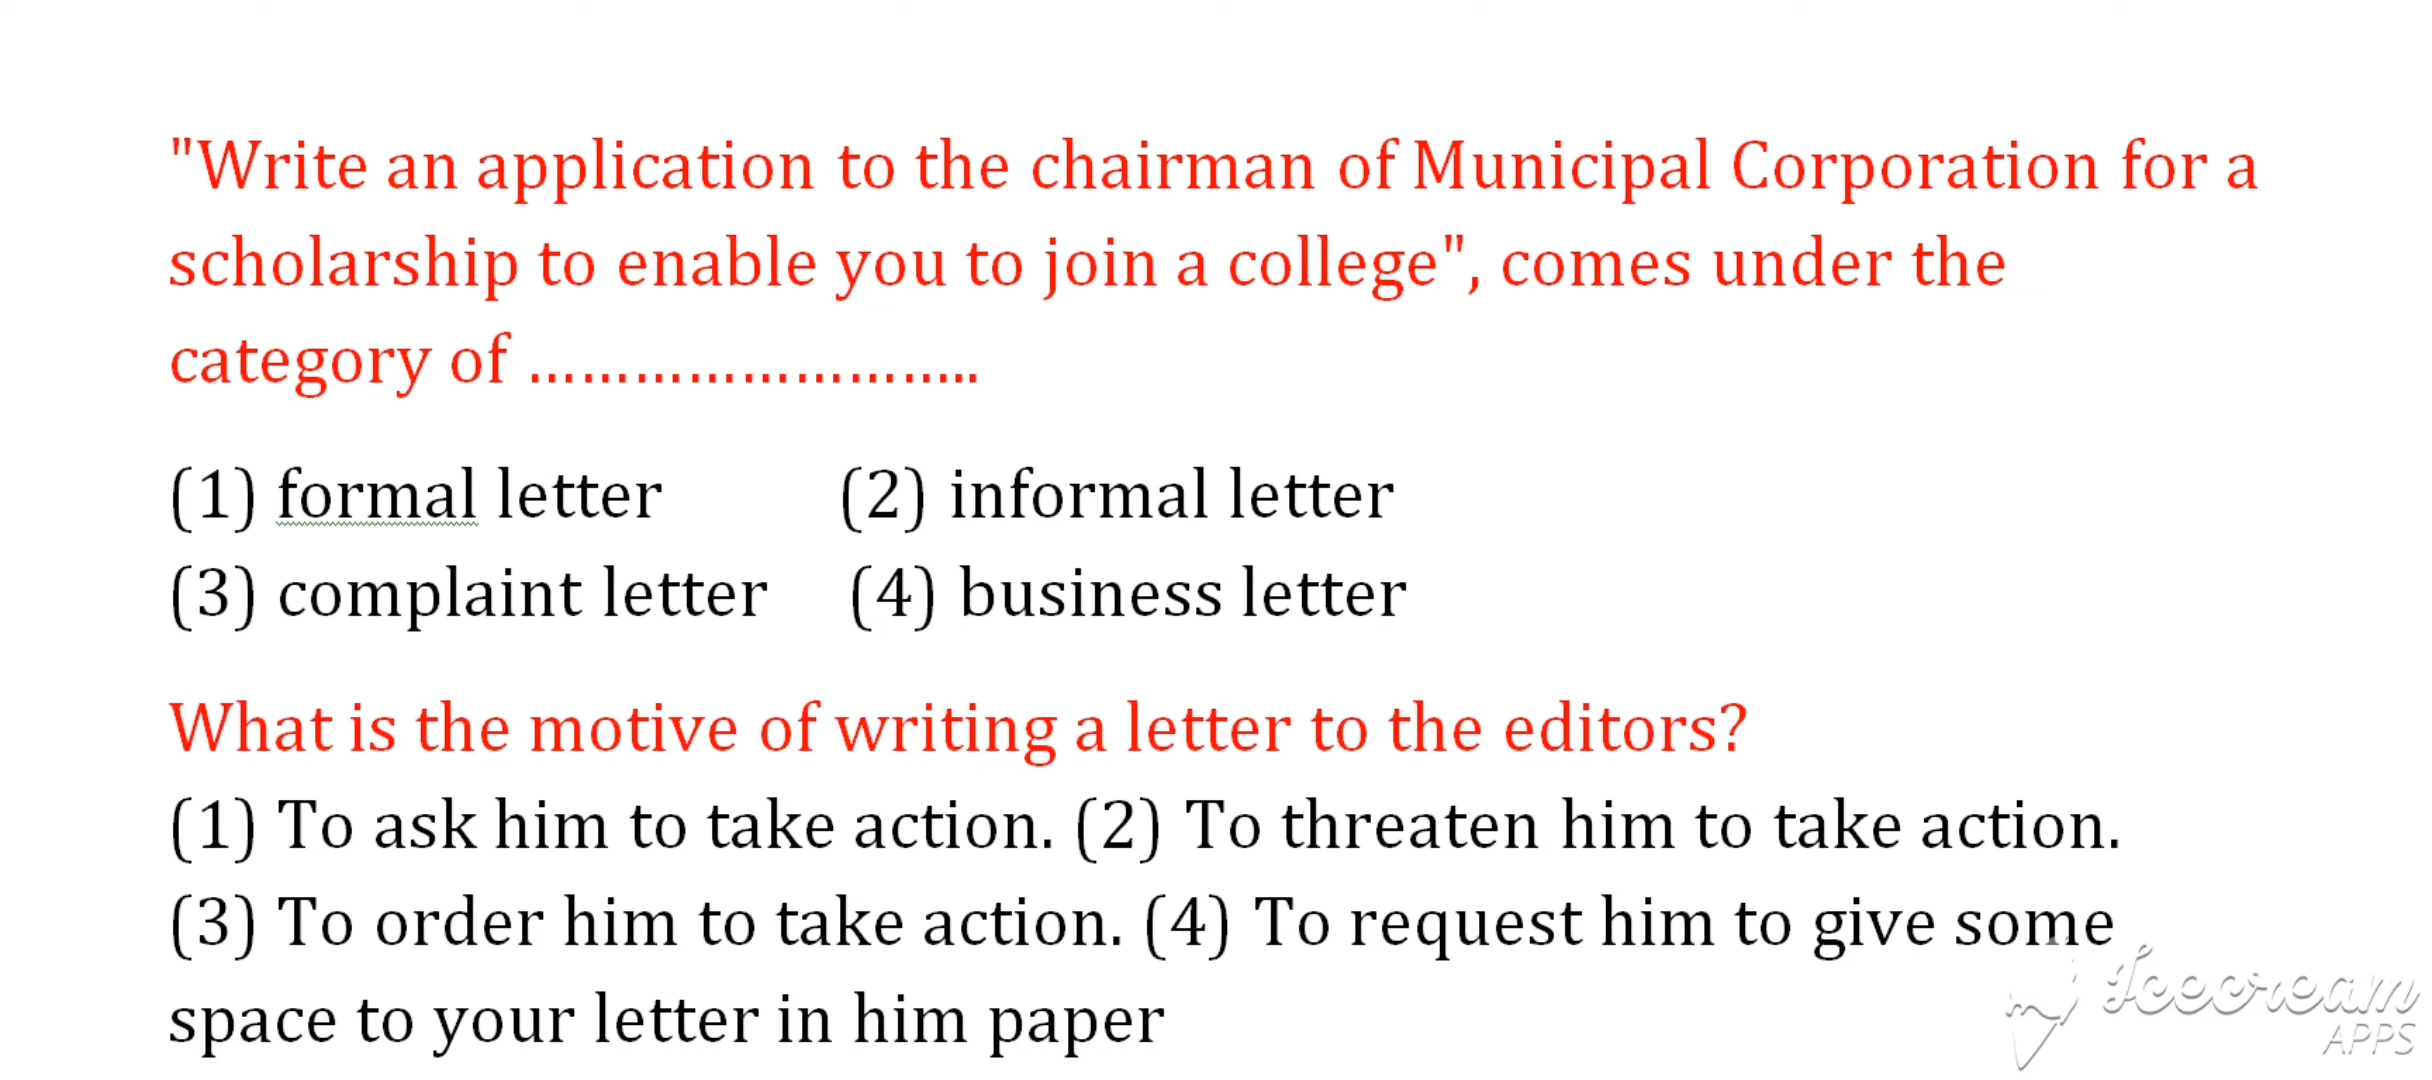 "Write an application to the chairman of Municipal Corporation for a
scholarship to enable you to join a college", comes under the
category of ……………………..
(1) formal letter (2) informal letter
(3) complaint letter (4) business letter
What is the motive of writing a letter to the editors?
(1) To ask him to take action. (2) To threaten him to take action.
(3) To order him to take action. (4) To request him to give some
space to your letter in him paper
Icecream
APPS